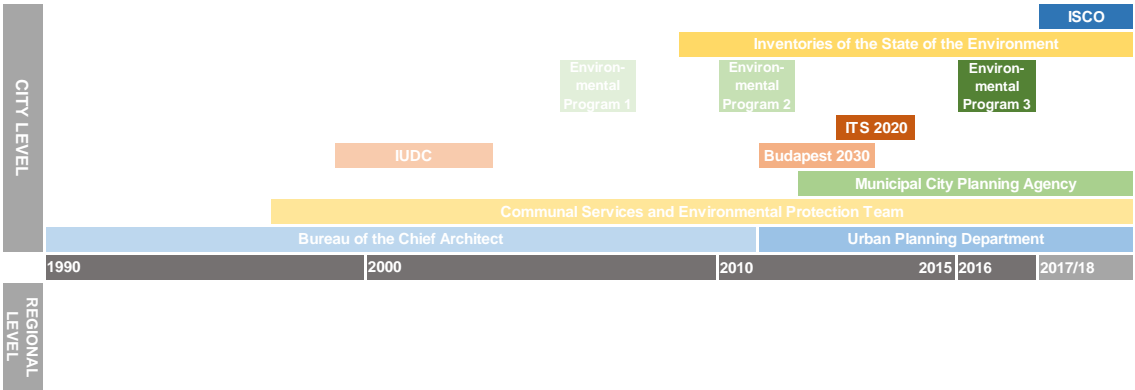 ISCO
Inventories of the State of the Environment
Environ-
mental
Program 1
Environ-
mental
Program 2
Environ-
mental
Program 3
ITS 2020
IUDC
Budapest 2030
Municipal City Planning Agency
Communal Services and Environmental Protection Team
Bureau of the Chief Architect
Urban Planning Department
CITY LEVEL
1990
2000
2010
2015
2016
2017/18
REGIONAL
LEVEL